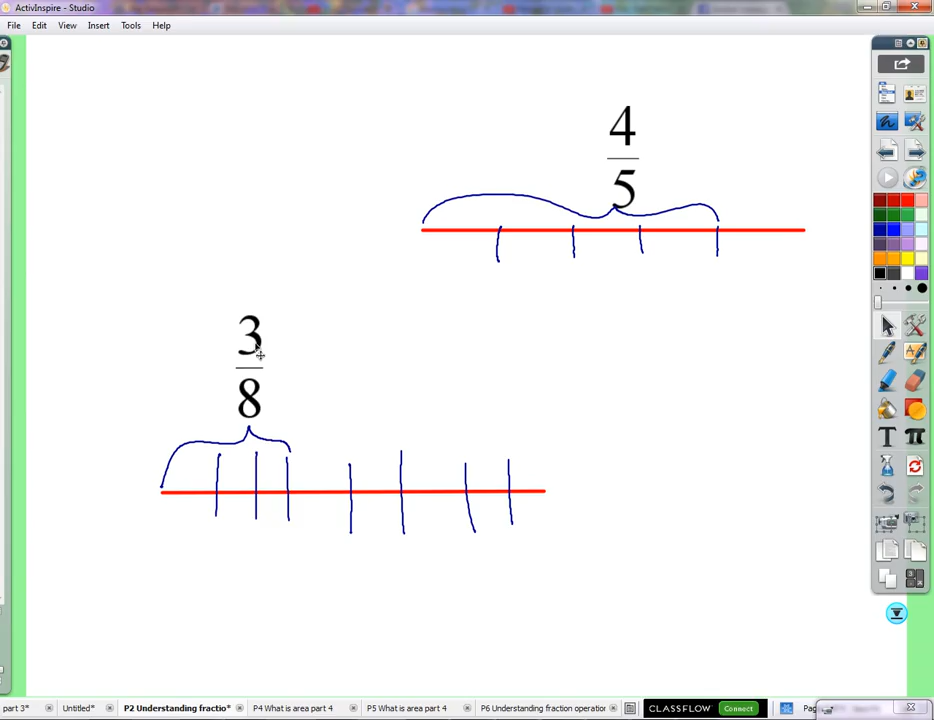 ActivInspire - Studio
File Edit View Insert Tools Help
4
5
3
8
part 3*
Untitled*
P2 Understanding fractio*
P4 What is area part 4
P5 What is area part 4
P6 Understanding fraction operation
CLASSFLOW
Connect